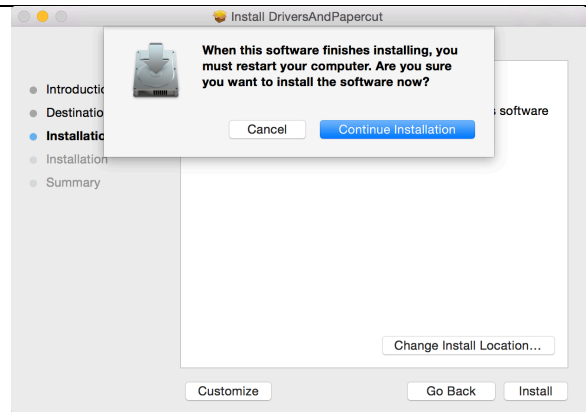 Install DriversAndPapercut
When this software finishes installing, you
must restart your computer. Are you sure
you want to install the software now?
Cancel
Continue Installation
Introductio
Destinatio
Installatio
Installation
Summary
s software
Change Install Location...
Customize
Go Back
Install